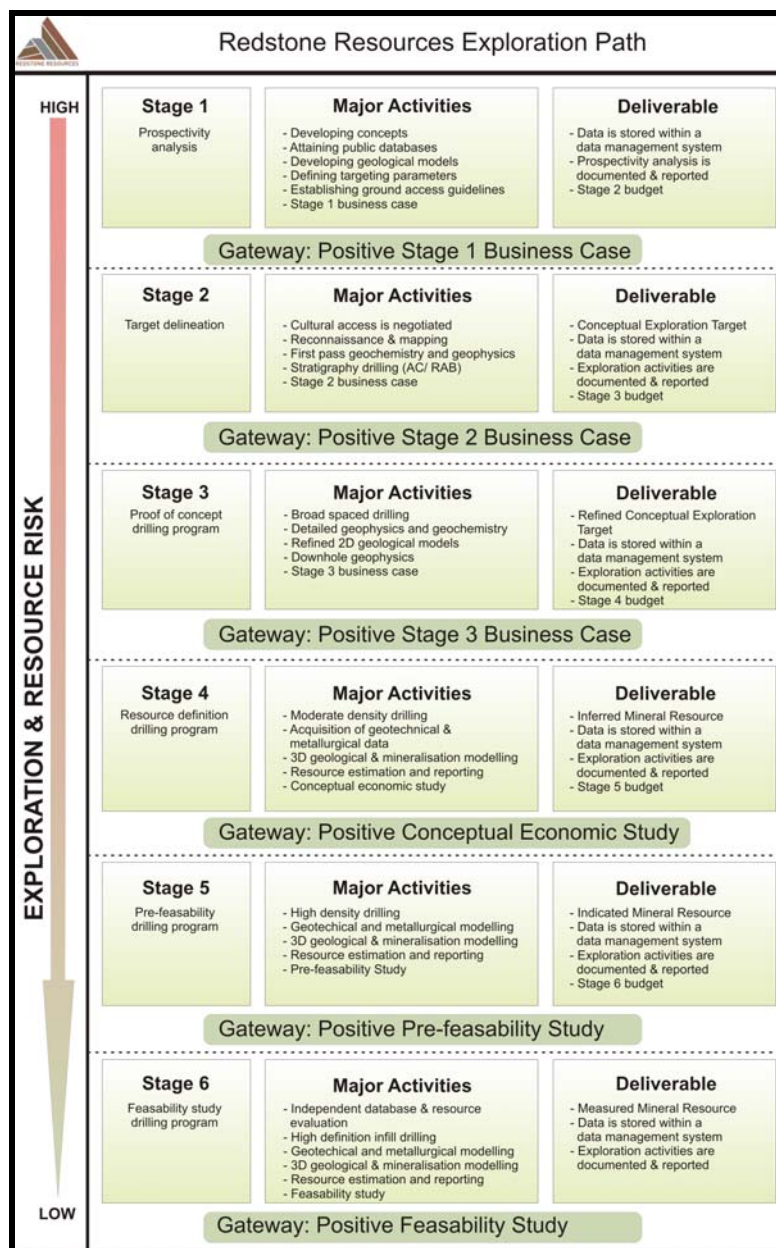 REDSTONE RESOURCES
Redstone Resources Exploration Path
HIGH
EXPLORATION & RESOURCE RISK
LOW
Stage 1
Prospectivity
analysis
Major Activities
- Developing concepts
- Attaining public databases
- Developing geological models
- Defining targeting parameters
- Establishing ground access guidelines
- Stage 1 business case
Deliverable
- Data is stored within a
data management system
- Prospectivity analysis is
documented & reported
- Stage 2 budget
Gateway: Positive Stage 1 Business Case
Stage 2
Target delineation
Major Activities
- Cultural access is negotiated
- Reconnaissance & mapping
- First pass geochemistry and geophysics
- Stratigraphy drilling (AC/ RAB)
- Stage 2 business case
Deliverable
- Conceptual Exploration Target
- Data is stored within a
data management system
- Exploration activities are
documented & reported
- Stage 3 budget
Gateway: Positive Stage 2 Business Case
Stage 3
Proof of concept
drilling program
Major Activities
- Broad spaced drilling
- Detailed geophysics and geochemistry
- Refined 2D geological models
- Downhole geophysics
- Stage 3 business case
Deliverable
- Refined Conceptual Exploration
Target
- Data is stored within a
data management system
- Exploration activities are
documented & reported
- Stage 4 budget
Gateway: Positive Stage 3 Business Case
Stage 4
Resource definition
drilling program
Major Activities
- Moderate density drilling
- Acquisition of geotechnical &
metallurgical data
- 3D geological & mineralisation modelling
- Resource estimation and reporting
- Conceptual economic study
Deliverable
- Inferred Mineral Resource
- Data is stored within a
data management system
- Exploration activities are
documented & reported
- Stage 5 budget
Gateway: Positive Conceptual Economic Study
Stage 5
Pre-feasibility
drilling program
Major Activities
- High density drilling
- Geotechical and metallurgical modelling
- 3D geological & mineralisation modelling
- Resource estimation and reporting
- Pre-feasibility Study
Deliverable
- Indicated Mineral Resource
- Data is stored within a
data management system
- Exploration activities are
documented & reported
- Stage 6 budget
Gateway: Positive Pre-feasability Study
Stage 6
Feasability study
drilling program
Major Activities
- Independent database & resource
evaluation
- High definition infill drilling
- Geotechical and metallurgical modelling
- 3D geological & mineralisation modelling
- Resource estimation and reporting
- Feasability study
Deliverable
- Measured Mineral Resource
- Data is stored within a
data management system
- Exploration activities are
documented & reported
Gateway: Positive Feasability Study